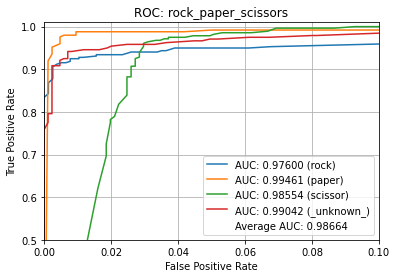 ROC: rock_paper_scissors
True Positive Rate
1.0
0.9
0.8
0.7
0.6
0.5
AUC: 0.97600 (rock)
AUC: 0.99461 (paper)
AUC: 0.98554 (scissor)
AUC: 0.99042 (_unknown_)
Average AUC: 0.98664
0.00 0.02 0.04 0.06 0.08 0.10
False Positive Rate